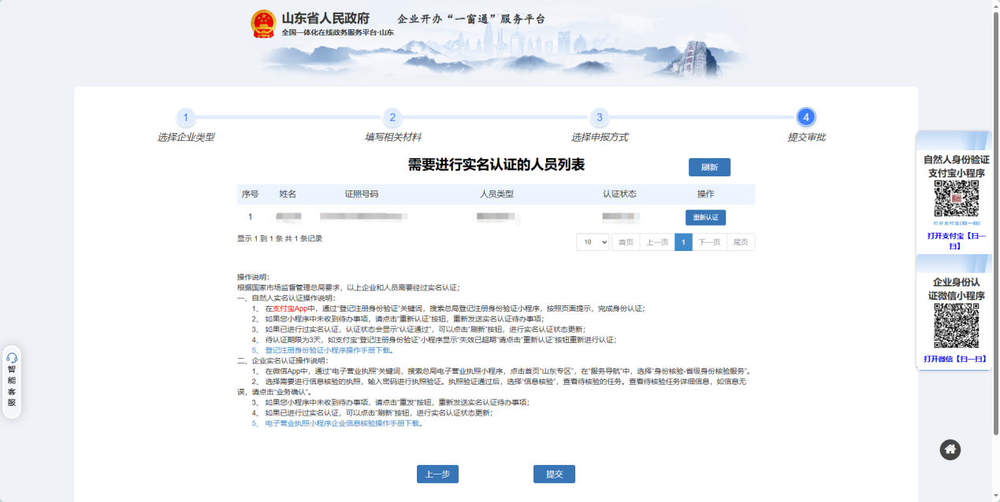 山东省人民政府 企业开办“一窗通”服务平台
全国一体化在线政务服务平台·山东
五嶽獨尊
1 2 3 4
选择企业类型 填写相关材料 选择申报方式 提交审批
需要进行实名认证的人员列表
刷新
序号 姓名 证照号码 人员类型 认证状态 操作
1 重新认证
显示 1 到 1 条 共 1 条记录
10 首页 上一页 1 下一页 尾页
操作说明：
根据国家市场监督管理总局要求，以上企业和人员需要经过实名认证；
一、自然人实名认证操作说明：
1、 在支付宝App中，通过“登记注册身份验证”关键词，搜索总局登记注册身份验证小程序，按照页面提示，完成身份认证；
2、 如果您小程序中未收到待办事项，请点击“重新认证”按钮，重新发送实名认证待办事项；
3、 如果已进行过实名认证，认证状态会显示“认证通过”，可以点击“刷新”按钮，进行实名认证状态更新；
4、 待认证期限为3天，如支付宝“登记注册身份验证”小程序显示“失效已超期”请点击“重新认证”按钮重新进行认证；
5、 登记注册身份验证小程序操作手册下载。
二、企业实名认证操作说明：
1、 在微信App中，通过“电子营业执照”关键词，搜索总局电子营业执照小程序，点击首页“山东专区”，在“服务导航”中，选择“身份核验-省级身份核验服务”。
2、 选择需要进行信息核验的执照，输入密码进行执照验证。执照验证通过后，选择“信息核验”，查看待核验的任务。查看待核验任务详细信息，如信息无
误，请点击“业务确认”。
3、 如果您小程序中未收到待办事项，请点击“重发”按钮，重新发送实名认证待办事项；
4、 如果已进行过实名认证，可以点击“刷新”按钮，进行实名认证状态更新；
5、 电子营业执照小程序企业信息核验操作手册下载。
上一步 提交
智
能
客
服
自然人身份验证
支付宝小程序
打开支付宝[扫一扫]
打开支付宝【扫一
扫】
企业身份认
证微信小程序
打开微信【扫一扫】